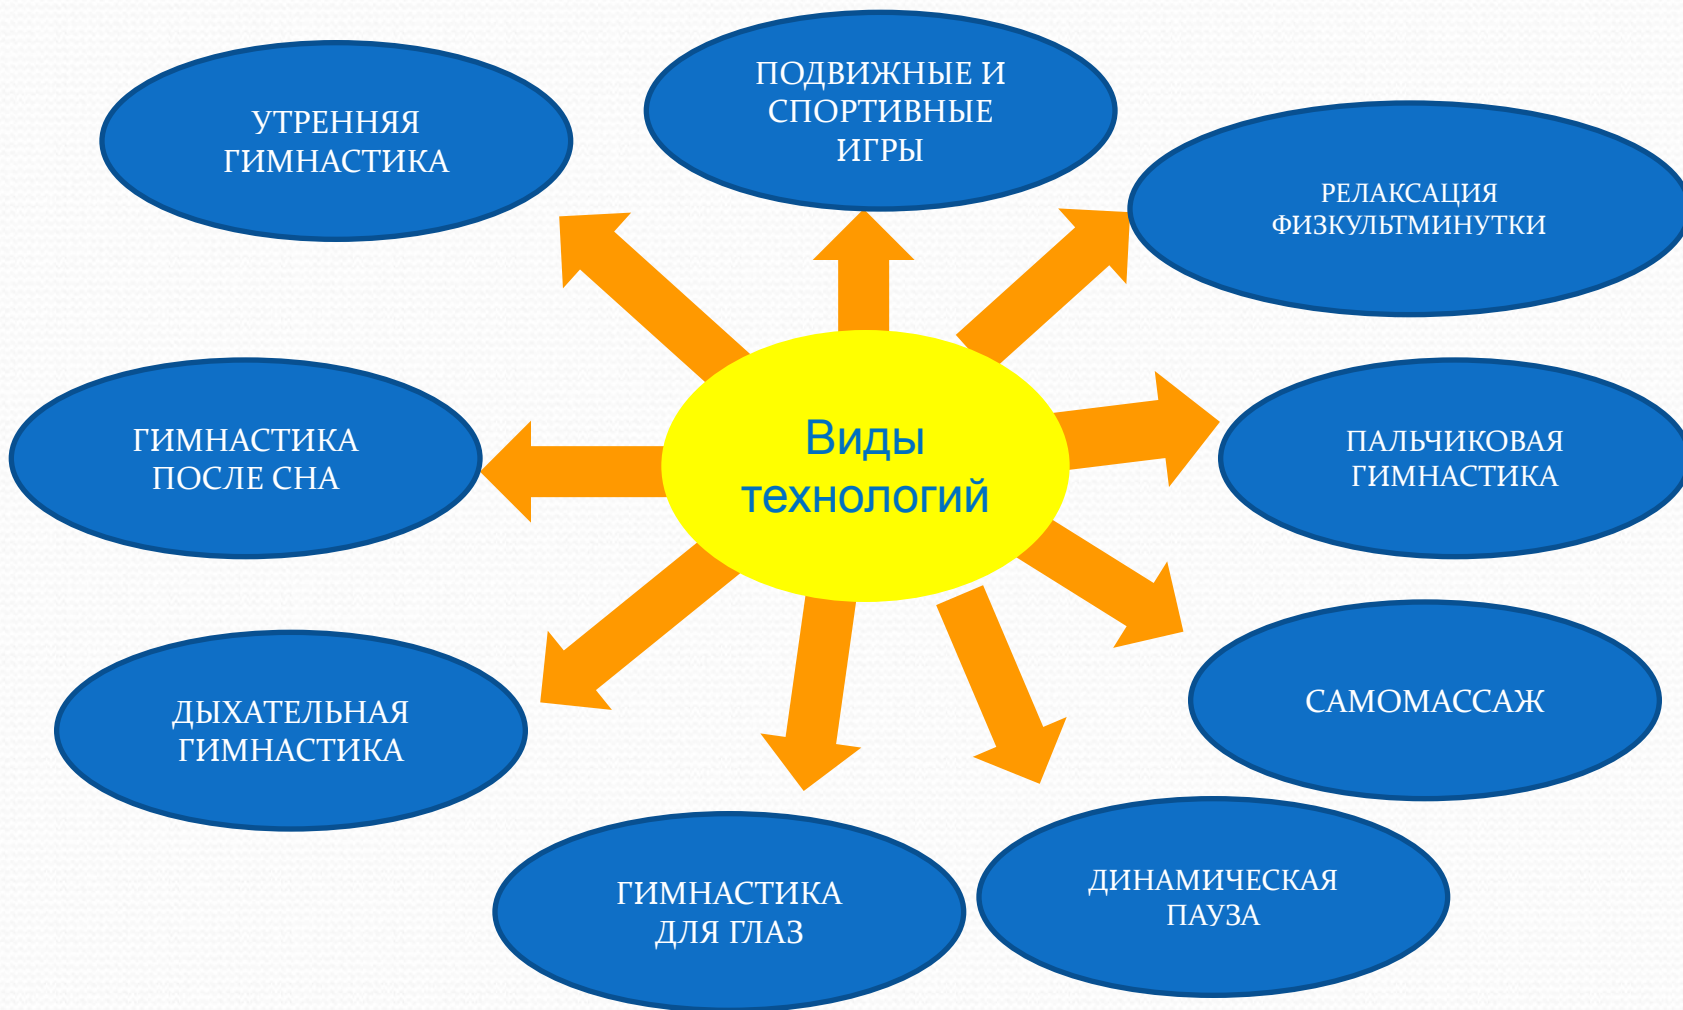 ПОДВИЖНЫЕ И
СПОРТИВНЫЕ
ИГРЫ
УТРЕННЯЯ
ГИМНАСТИКА
РЕЛАКСАЦИЯ
ФИЗКУЛЬТМИНУТКИ
Виды
технологий
ГИМНАСТИКА
ПОСЛЕ СНА
ПАЛЬЧИКОВАЯ
ГИМНАСТИКА
ДЫХАТЕЛЬНАЯ
ГИМНАСТИКА
САМОМАССАЖ
ГИМНАСТИКА
ДЛЯ ГЛАЗ
ДИНАМИЧЕСКАЯ
ПАУЗА